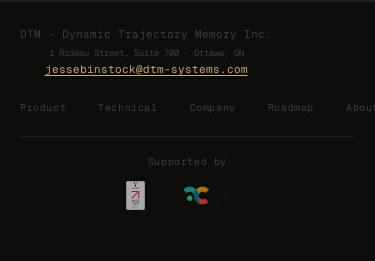 DTM - Dynamic Trajectory Memory Inc.
1 Rideau Street, Suite 700 · Ottawa, ON
jessebinstock@dtm-systems.com
Product Technical Company Roadmap About
Supported by